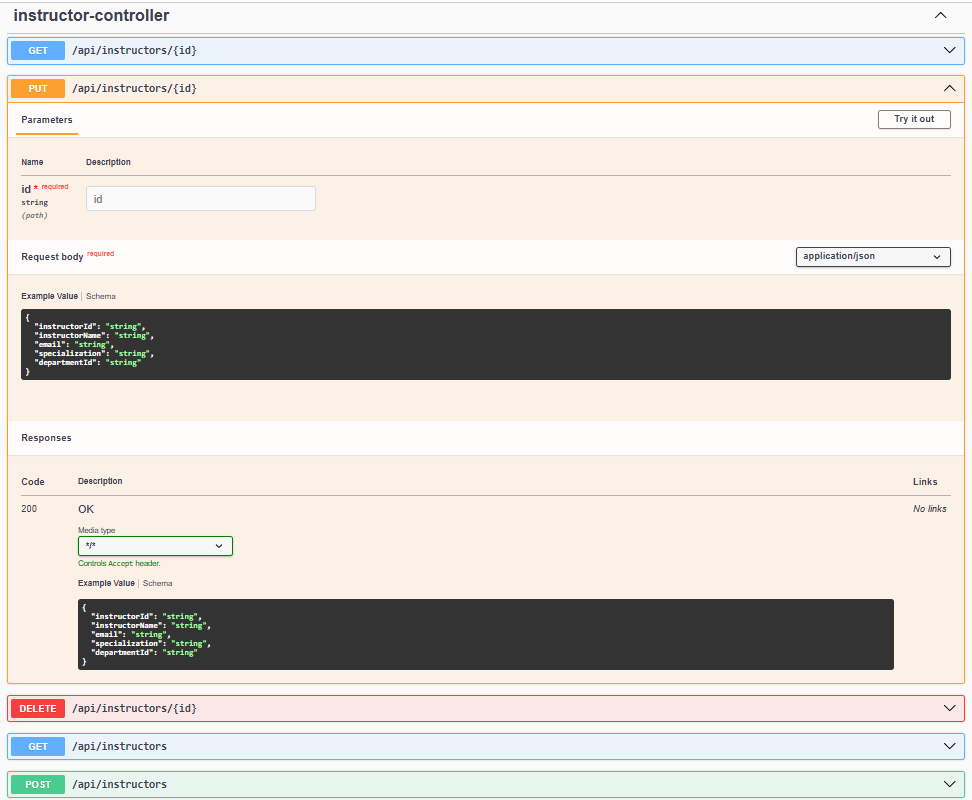 instructor-controller
GET /api/instructors/{id}
PUT /api/instructors/{id}
Parameters
Try it out
Name Description
id * required
string
(path)
id
Request body required
application/json
Example Value | Schema
{
  "instructorId": "string",
  "instructorName": "string",
  "email": "string",
  "specialization": "string",
  "departmentId": "string"
}
Responses
Code Description Links
200 OK No links
Media type
*/*
Controls Accept header.
Example Value | Schema
{
  "instructorId": "string",
  "instructorName": "string",
  "email": "string",
  "specialization": "string",
  "departmentId": "string"
}
DELETE /api/instructors/{id}
GET /api/instructors
POST /api/instructors